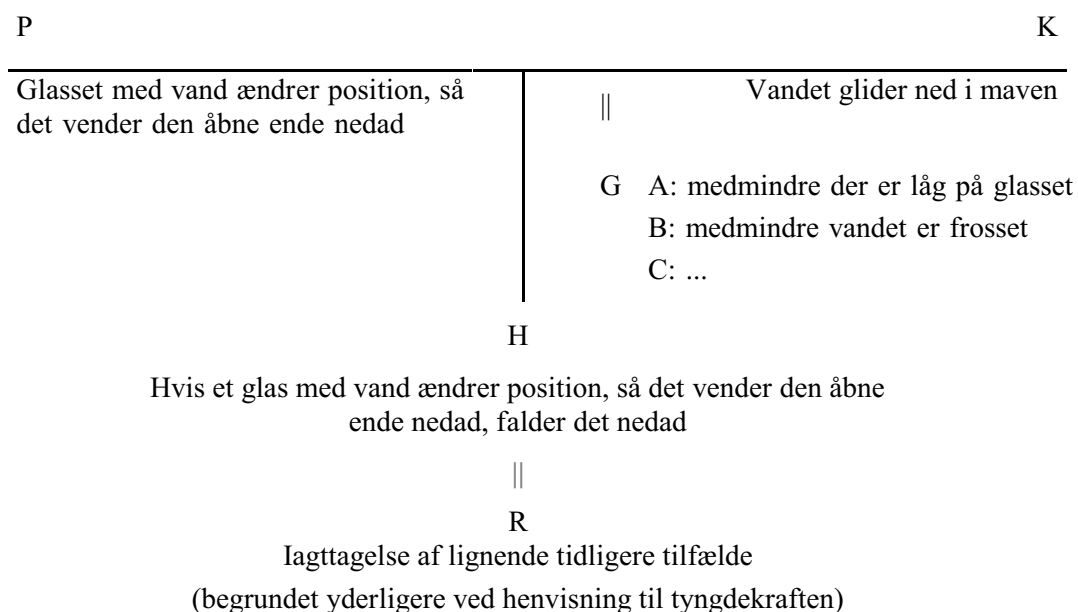 P K
Glasset med vand ændrer position, så
det vender den åbne ende nedad
|| Vandet glider ned i maven
G A: medmindre der er låg på glasset
B: medmindre vandet er frosset
C: ...
H
Hvis et glas med vand ændrer position, så det vender den åbne
ende nedad, falder det nedad
||
R
Iagttagelse af lignende tidligere tilfælde
(begrundet yderligere ved henvisning til tyngdekraften)